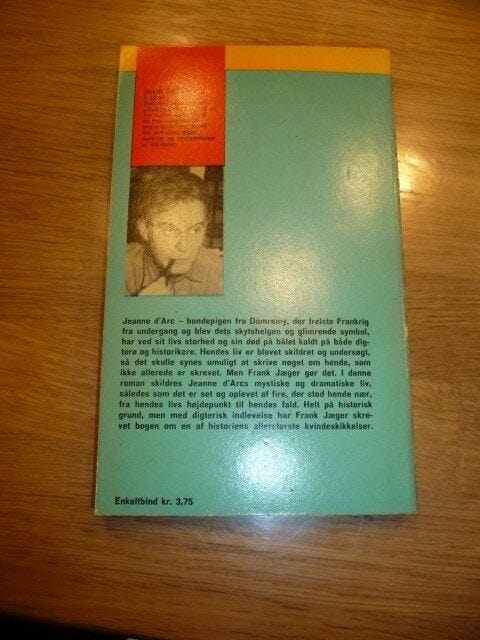 FRANK
af dramatik.
Jeanne d'Arc – bondepigen fra Domremy, der frelste Frankrig
fra undergang og blev dets skytshelgen og glimrende symbol,
har ved sit livs storhed og sin død på bålet kaldt på både dig-
tere og historikere. Hendes liv er blevet skildret og undersøgt,
så det skulle synes umuligt at skrive noget om hende, som
ikke allerede er skrevet. Men Frank Jæger gør det. I denne
roman skildres Jeanne d'Arcs mystiske og dramatiske liv,
således som det er set og oplevet af fire, der stod hende nær,
fra hendes livs højdepunkt til hendes fald. Helt på historisk
grund, men med digterisk indlevelse har Frank Jæger skre-
vet bogen om en af historiens allerstørste kvindeskikkelser.
Enkeltbind kr. 3,75